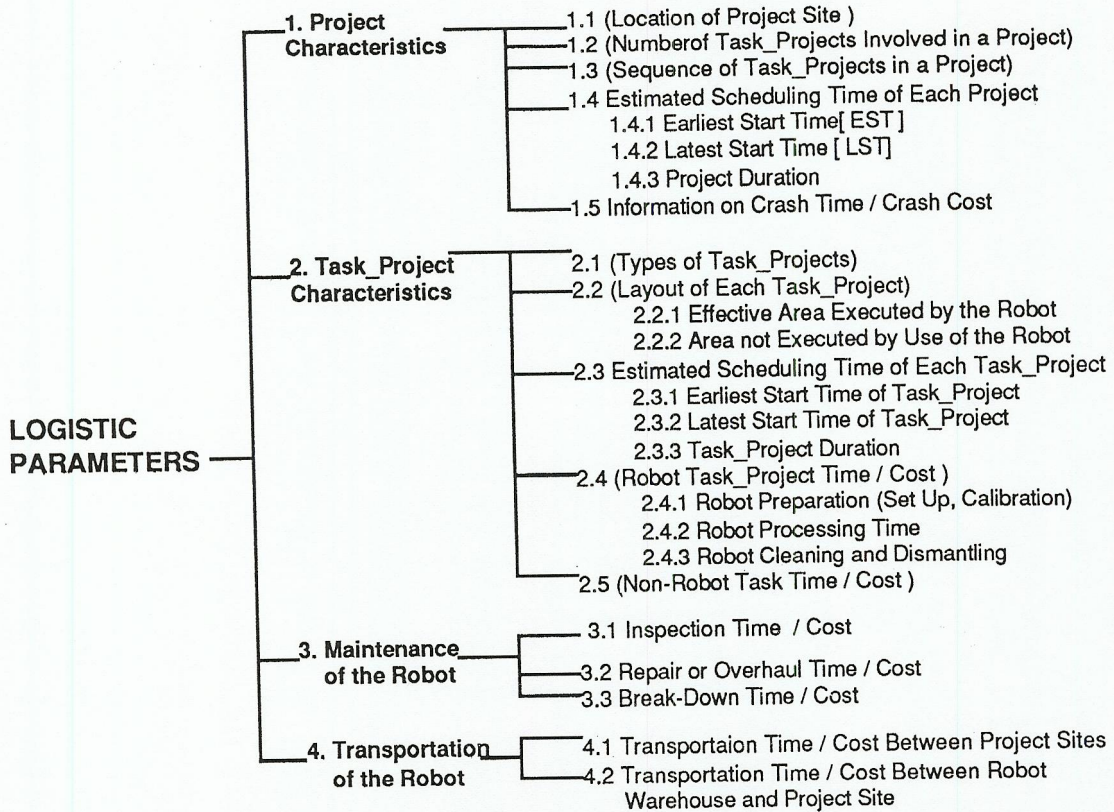 LOGISTIC
PARAMETERS
1. Project
Characteristics
1.1 (Location of Project Site )
1.2 (Numberof Task_Projects Involved in a Project)
1.3 (Sequence of Task_Projects in a Project)
1.4 Estimated Scheduling Time of Each Project
1.4.1 Earliest Start Time[ EST ]
1.4.2 Latest Start Time [ LST]
1.4.3 Project Duration
1.5 Information on Crash Time / Crash Cost
2. Task_Project
Characteristics
2.1 (Types of Task_Projects)
2.2 (Layout of Each Task_Project)
2.2.1 Effective Area Executed by the Robot
2.2.2 Area not Executed by Use of the Robot
2.3 Estimated Scheduling Time of Each Task_Project
2.3.1 Earliest Start Time of Task_Project
2.3.2 Latest Start Time of Task_Project
2.3.3 Task_Project Duration
2.4 (Robot Task_Project Time / Cost )
2.4.1 Robot Preparation (Set Up, Calibration)
2.4.2 Robot Processing Time
2.4.3 Robot Cleaning and Dismantling
2.5 (Non-Robot Task Time / Cost )
3. Maintenance
of the Robot
3.1 Inspection Time / Cost
3.2 Repair or Overhaul Time / Cost
3.3 Break-Down Time / Cost
4. Transportation
of the Robot
4.1 Transportaion Time / Cost Between Project Sites
4.2 Transportation Time / Cost Between Robot
Warehouse and Project Site